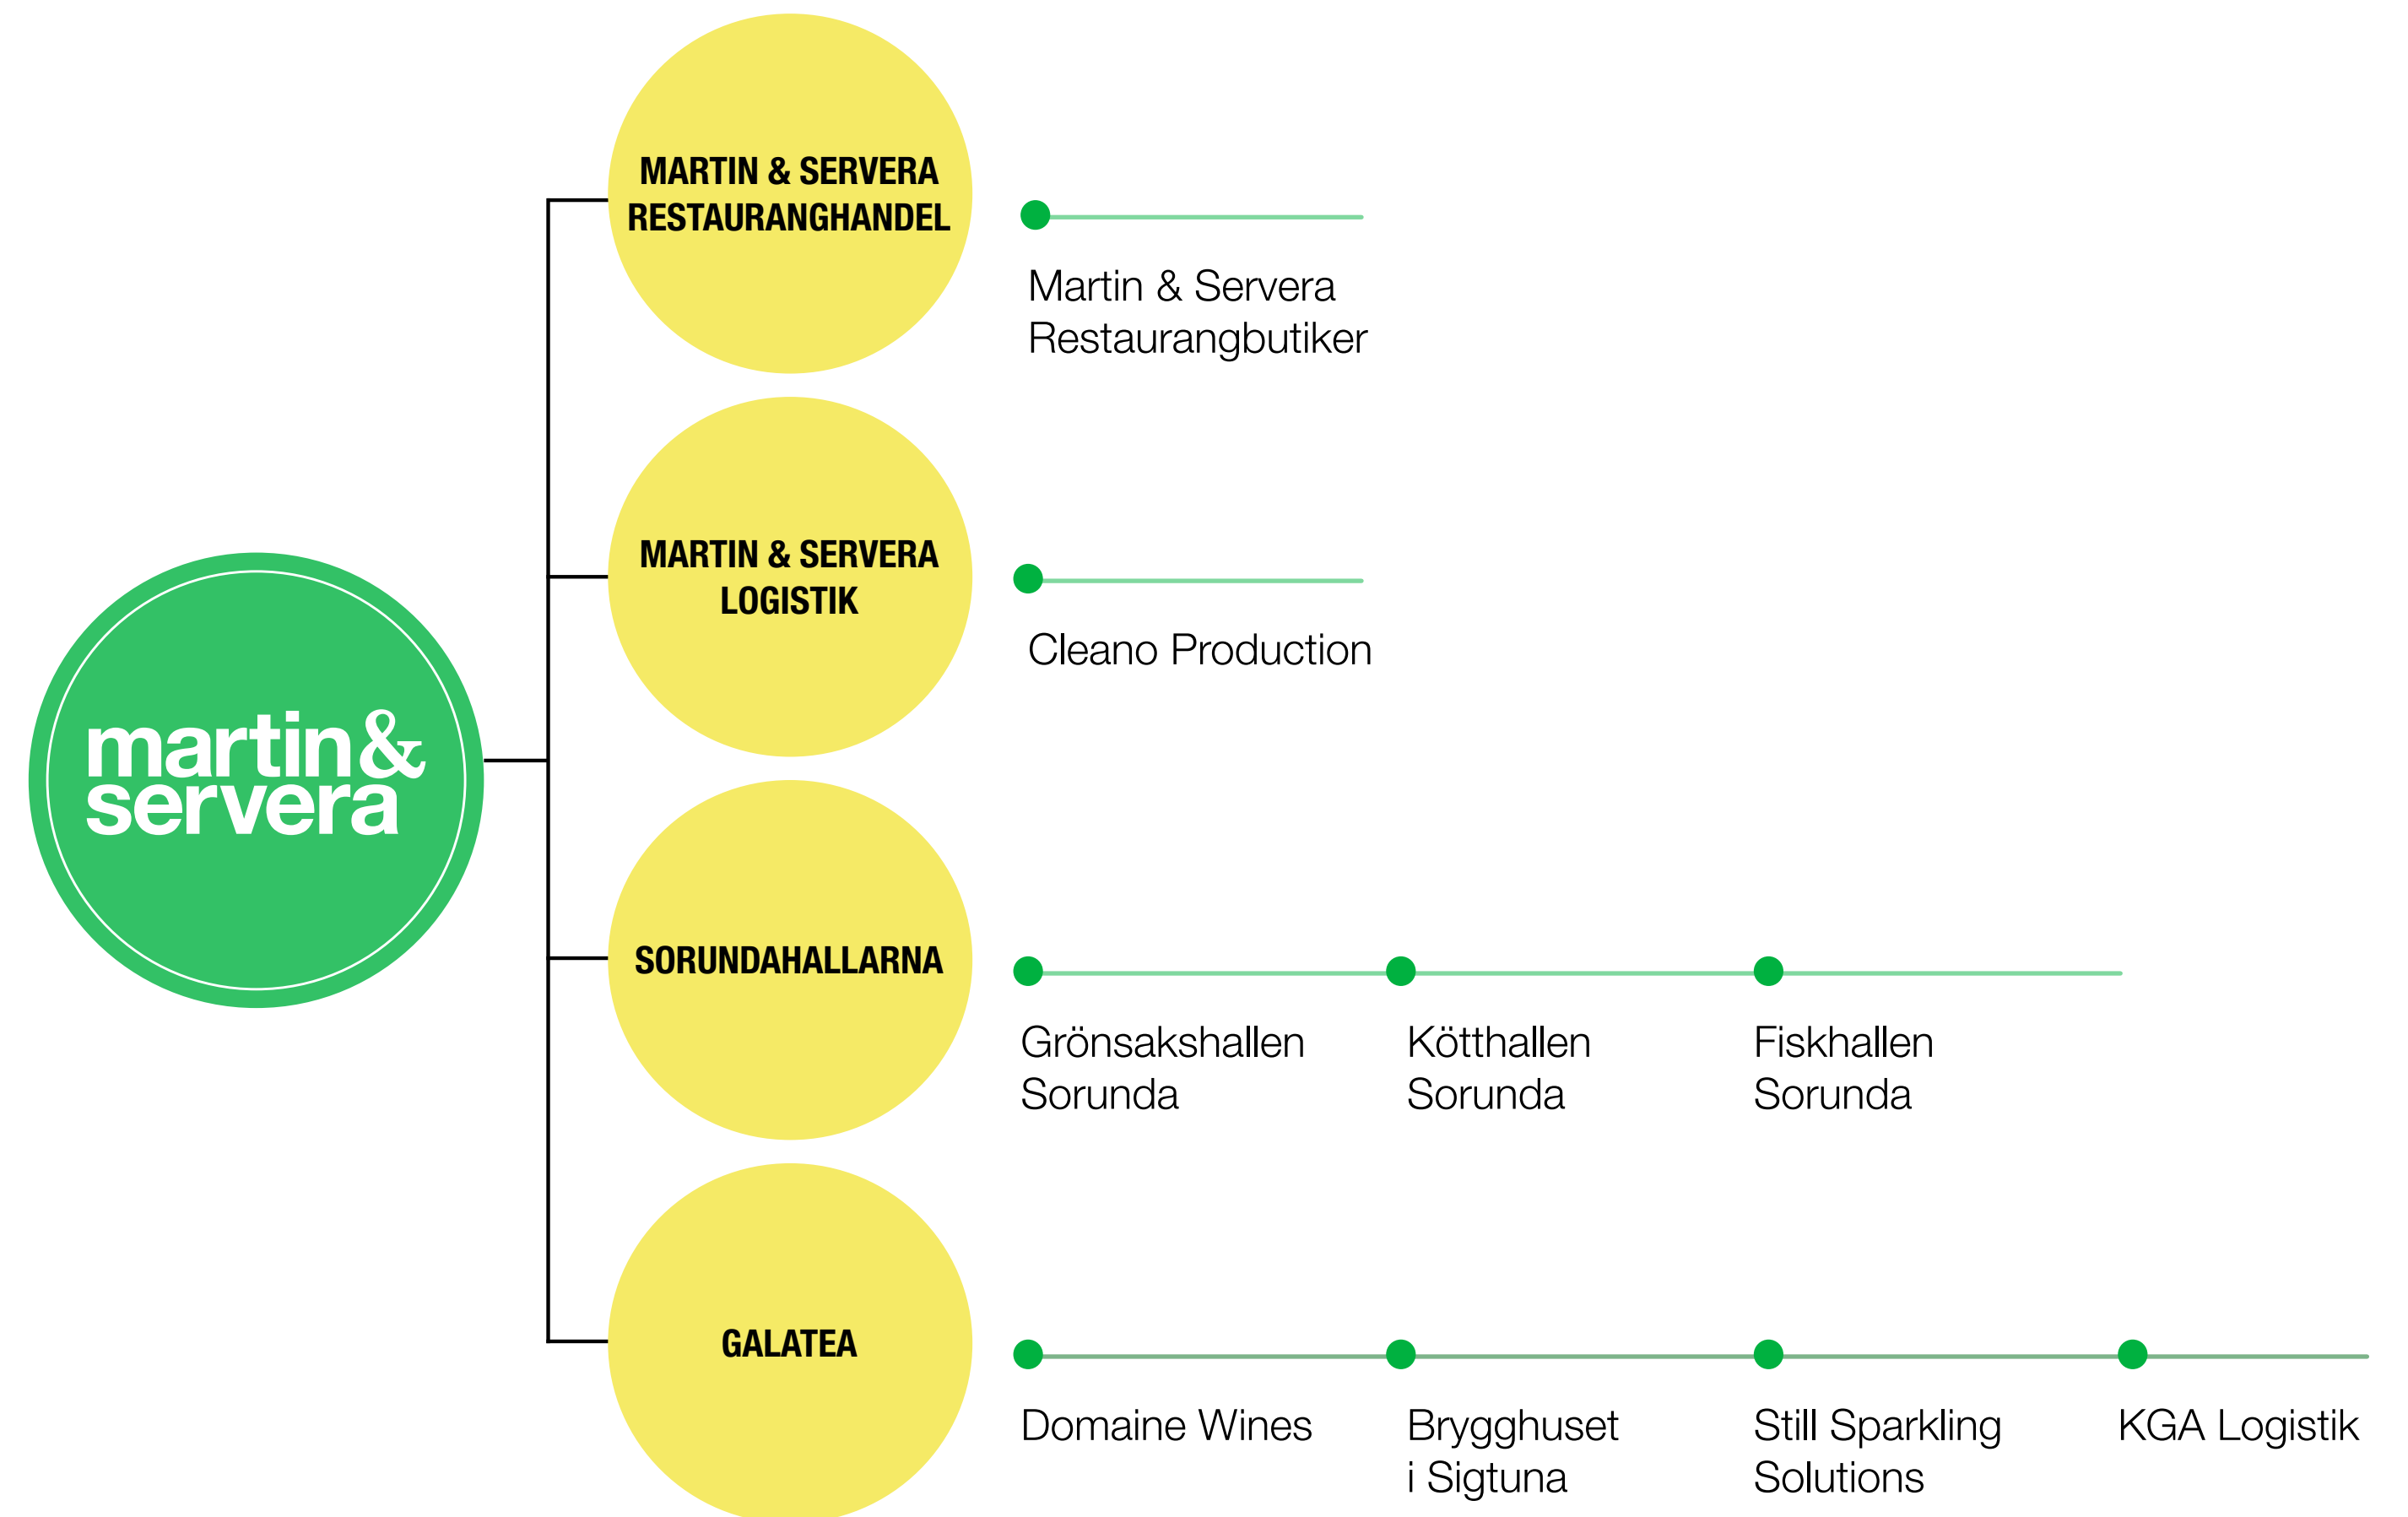 martin&
servera
MARTIN & SERVERA
RESTAURANGHANDEL
Martin & Servera
Restaurangbutiker
MARTIN & SERVERA
LOGISTIK
Cleano Production
SORUNDAHALLARNA
Grönsakshallen
Sorunda
Kötthallen
Sorunda
Fiskhallen
Sorunda
GALATEA
Domaine Wines
Brygghuset
i Sigtuna
Still Sparkling
Solutions
KGA Logistik